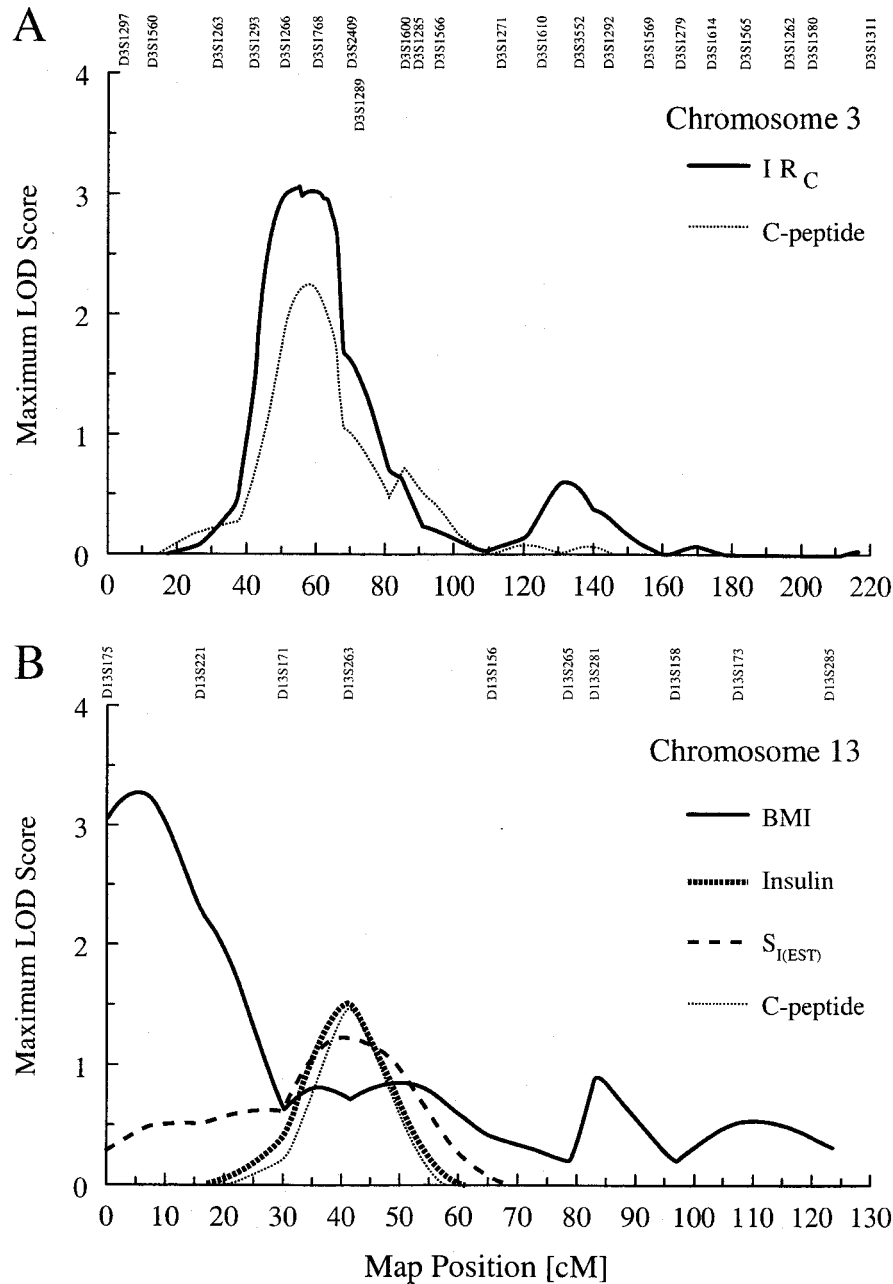 A
D3S1297
D3S1560
D3S1263
D3S1293
D3S1266
D3S1768
D3S2409
D3S1289
D3S1600
D3S1285
D3S1566
D3S1271
D3S1610
D3S3552
D3S1292
D3S1569
D3S1279
D3S1614
D3S1565
D3S1262
D3S1580
D3S1311
4
3
2
1
0
Maximum LOD Score
Chromosome 3
I R C
C-peptide
0 20 40 60 80 100 120 140 160 180 200 220
B
D13S175
D13S221
D13S171
D13S263
D13S156
D13S265
D13S281
D13S158
D13S173
D13S285
4
3
2
1
0
Maximum LOD Score
Chromosome 13
BMI
Insulin
S I(EST)
C-peptide
0 10 20 30 40 50 60 70 80 90 100 110 120 130
Map Position [cM]